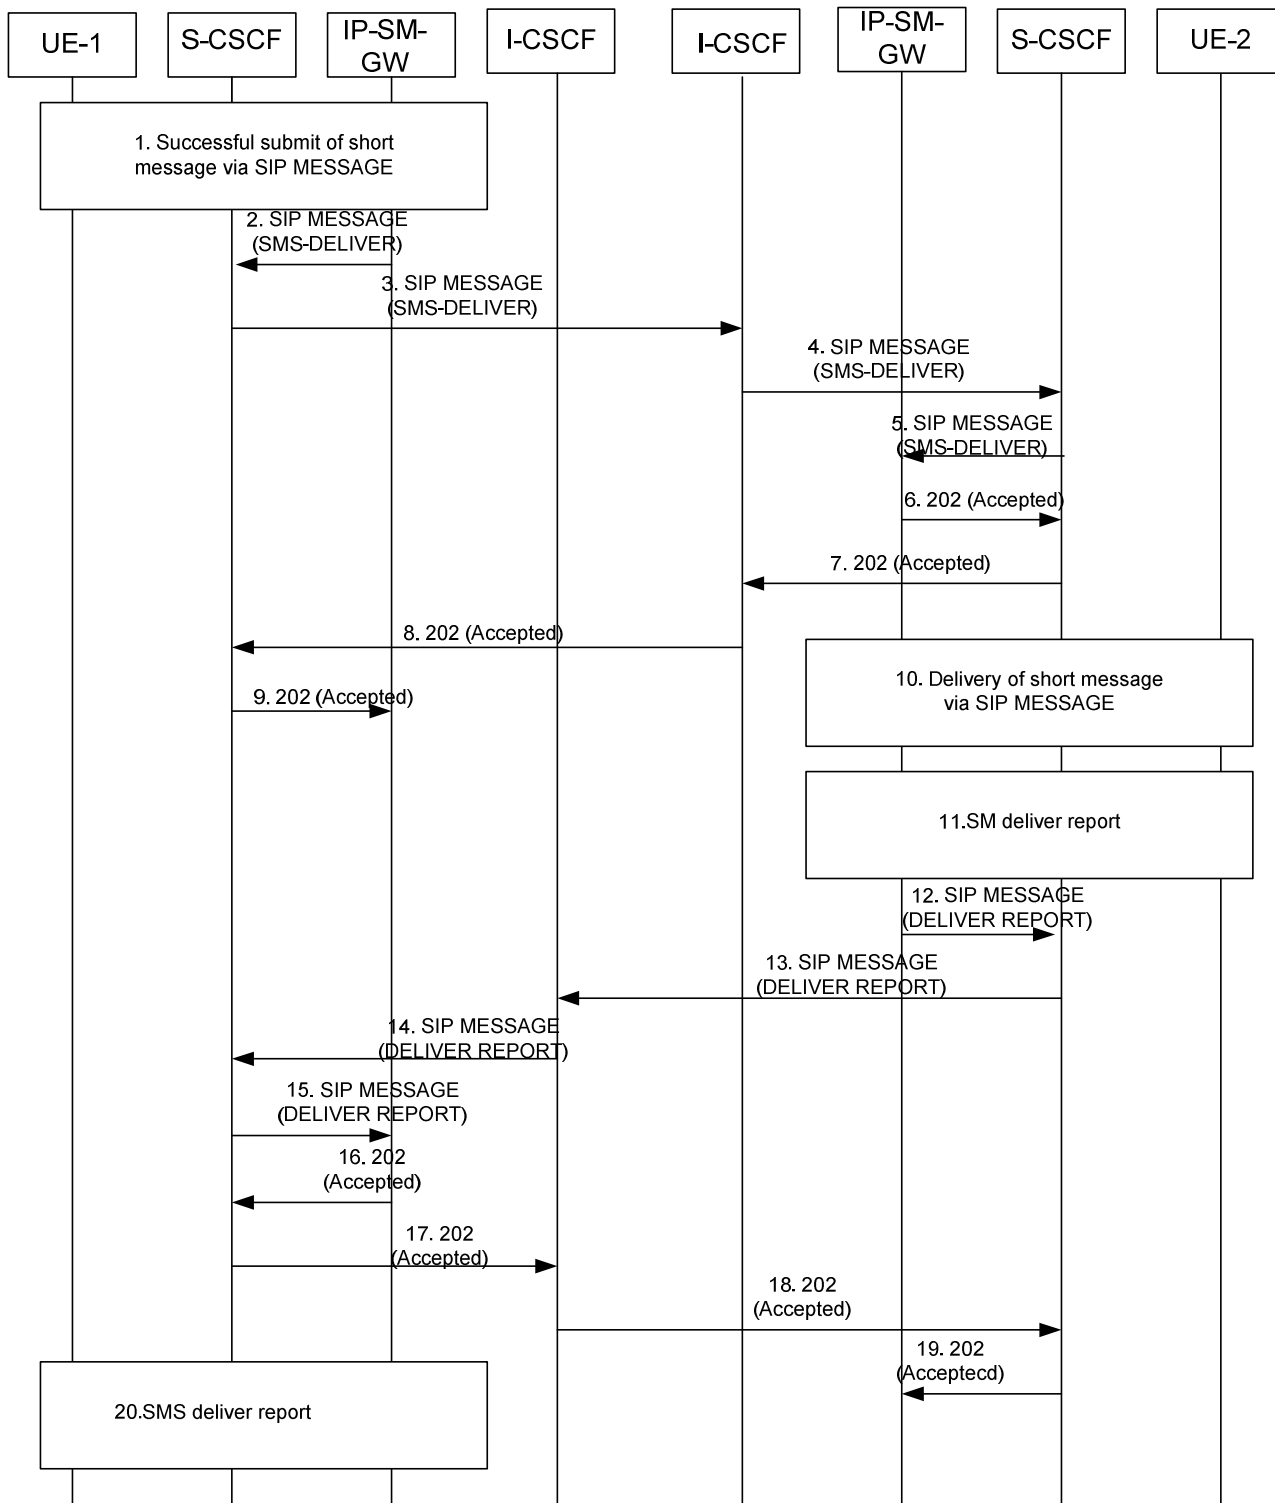 UE-1
S-CSCF
IP-SM-
GW
I-CSCF
I-CSCF
IP-SM-
GW
S-CSCF
UE-2
1. Successful submit of short
message via SIP MESSAGE
2. SIP MESSAGE
(SMS-DELIVER)
3. SIP MESSAGE
(SMS-DELIVER)
4. SIP MESSAGE
(SMS-DELIVER)
5. SIP MESSAGE
(SMS-DELIVER)
6. 202 (Accepted)
7. 202 (Accepted)
8. 202 (Accepted)
9. 202 (Accepted)
10. Delivery of short message
via SIP MESSAGE
11.SM deliver report
12. SIP MESSAGE
(DELIVER REPORT)
13. SIP MESSAGE
(DELIVER REPORT)
14. SIP MESSAGE
(DELIVER REPORT)
15. SIP MESSAGE
(DELIVER REPORT)
16. 202
(Accepted)
17. 202
(Accepted)
18. 202
(Accepted)
19. 202
(Acceptecd)
20.SMS deliver report